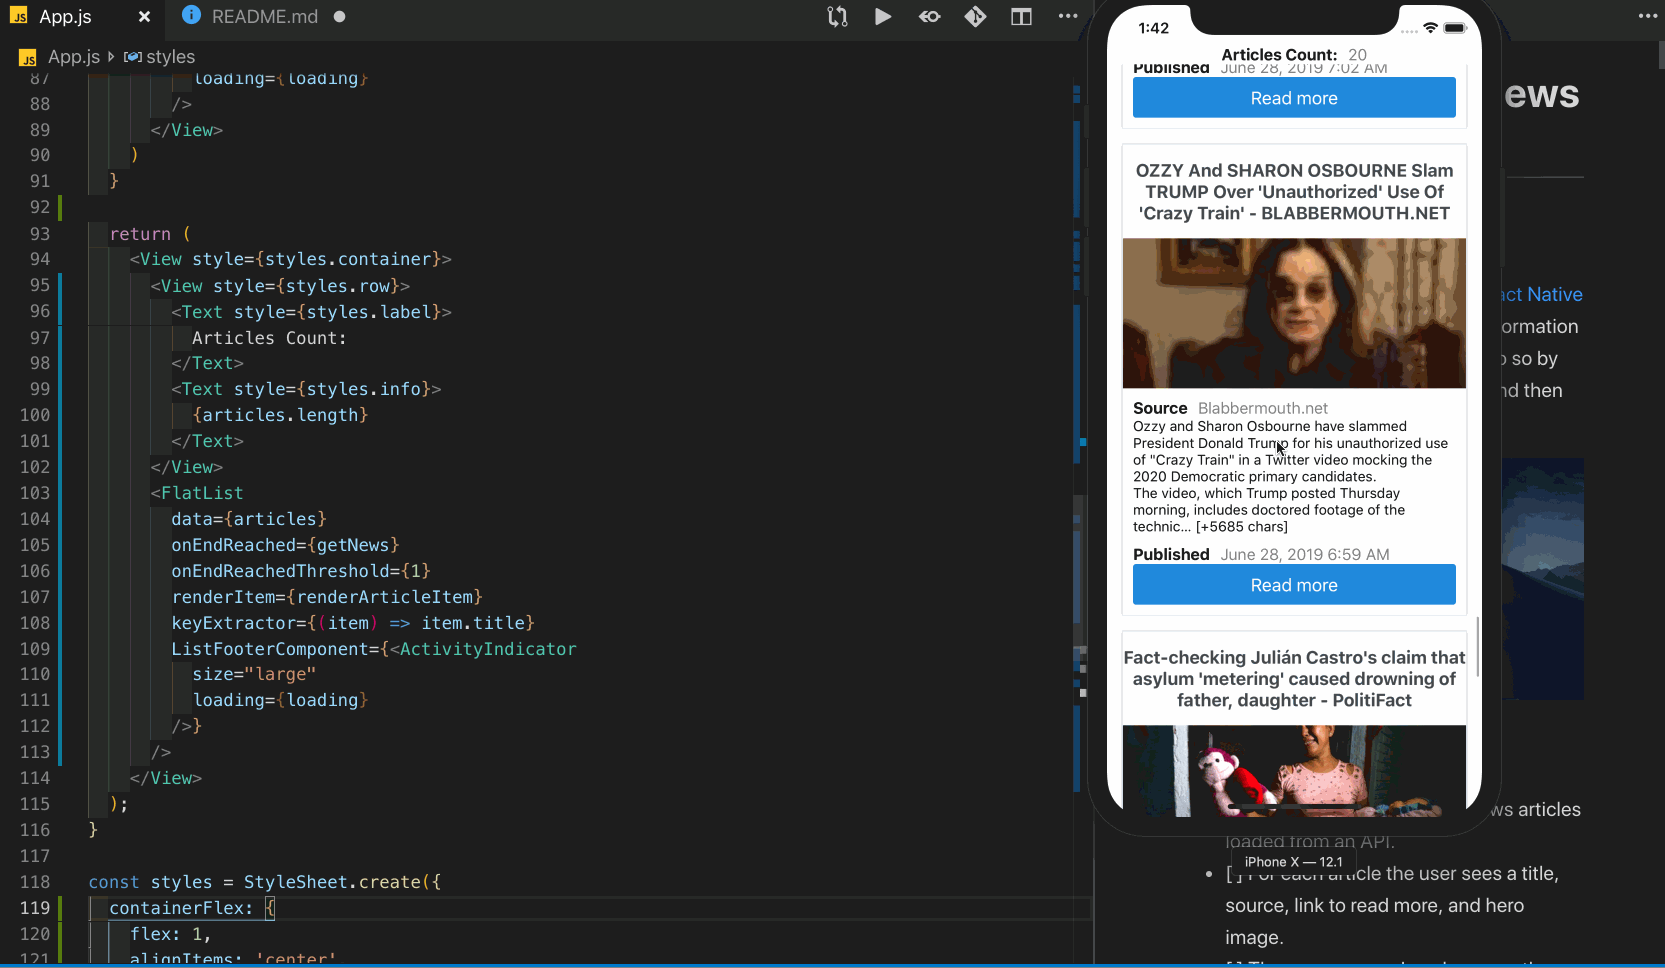 JS App.js
README.md
JS App.js styles
87 loading={loading}
88 />
89 </View>
90 )
91 }
92
93 return (
94 <View style={styles.container}>
95 <View style={styles.row}>
96 <Text style={styles.label}>
97 Articles Count:
98 </Text>
99 <Text style={styles.info}>
100 {articles.length}
101 </Text>
102 </View>
103 <FlatList
104 data={articles}
105 onEndReached={getNews}
106 onEndReachedThreshold={1}
107 renderItem={renderArticleItem}
108 keyExtractor={(item) => item.title}
109 ListFooterComponent={<ActivityIndicator
110 size="large"
111 loading={loading}
112 />}
113 />
114 </View>
115 );
116 }
117
118 const styles = StyleSheet.create({
119 containerFlex: {
120 flex: 1,
121 alignItems: 'center'
1:42
Articles Count: 20
Published June 28, 2019 7:02 AM
Read more
OZZY And SHARON OSBOURNE Slam
TRUMP Over 'Unauthorized' Use Of
'Crazy Train' - BLABBERMOUTH.NET
Source Blabbermouth.net
Ozzy and Sharon Osbourne have slammed
President Donald Trump for his unauthorized use
of "Crazy Train" in a Twitter video mocking the
2020 Democratic primary candidates.
The video, which Trump posted Thursday
morning, includes doctored footage of the
technic... [+5685 chars]
Published June 28, 2019 6:59 AM
Read more
Fact-checking Julián Castro's claim that
asylum 'metering' caused drowning of
father, daughter - PolitiFact
iPhone X — 12.1
ews
act Native
ormation
o so by
nd then
ws articles
loaded from an API.
[ ] For each article the user sees a title,
source, link to read more, and hero
image.